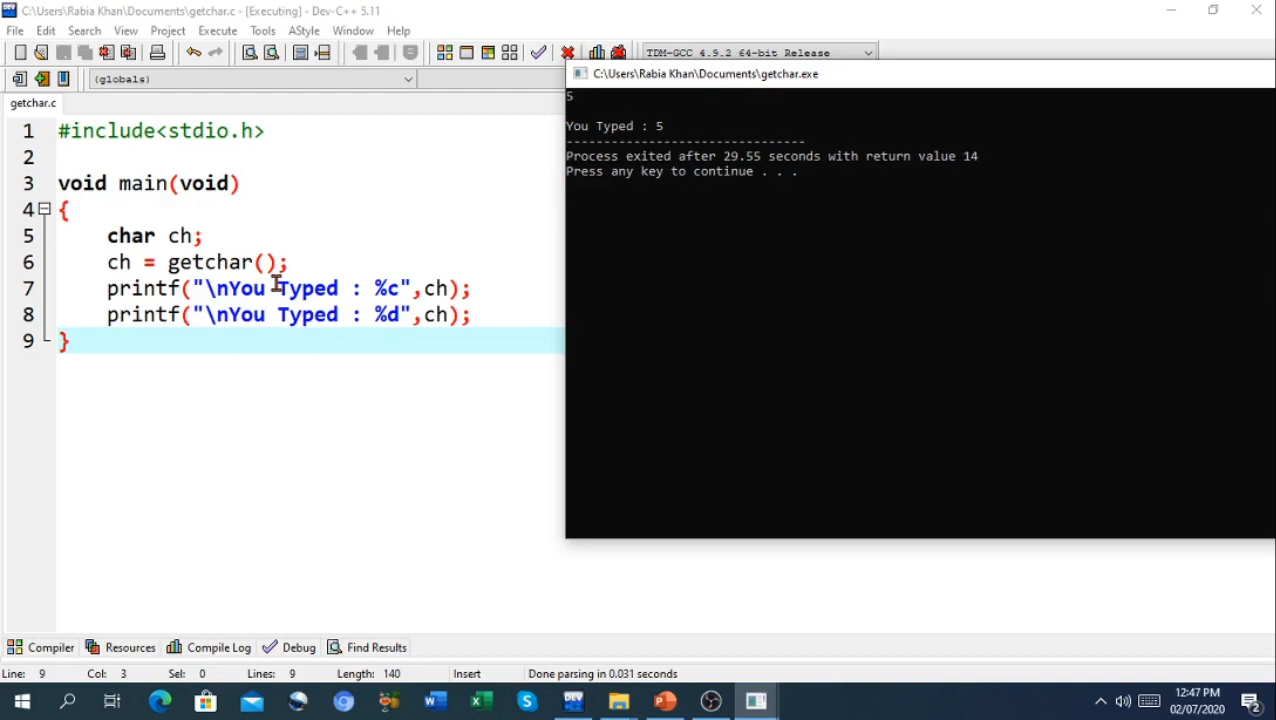 C:\Users\Rabia Khan\Documents\getchar.c - [Executing] - Dev-C++ 5.11
File Edit Search View Project Execute Tools AStyle Window Help
TDM-GCC 4.9.2 64-bit Release
(globals)
C:\Users\Rabia Khan\Documents\getchar.exe
getchar.c
1 #include<stdio.h>
2
3 void main(void)
4 {
5 char ch;
6 ch = getchar();
7 printf("\nYou Typed : %c",ch);
8 printf("\nYou Typed : %d",ch);
9 }
5
You Typed : 5
--------------------------------
Process exited after 29.55 seconds with return value 14
Press any key to continue . . .
Compiler Resources Compile Log Debug Find Results
Line: 9 Col: 3 Sel: 0 Lines: 9 Length: 140 Insert Done parsing in 0.031 seconds
DEV
12:47 PM
02/07/2020
2